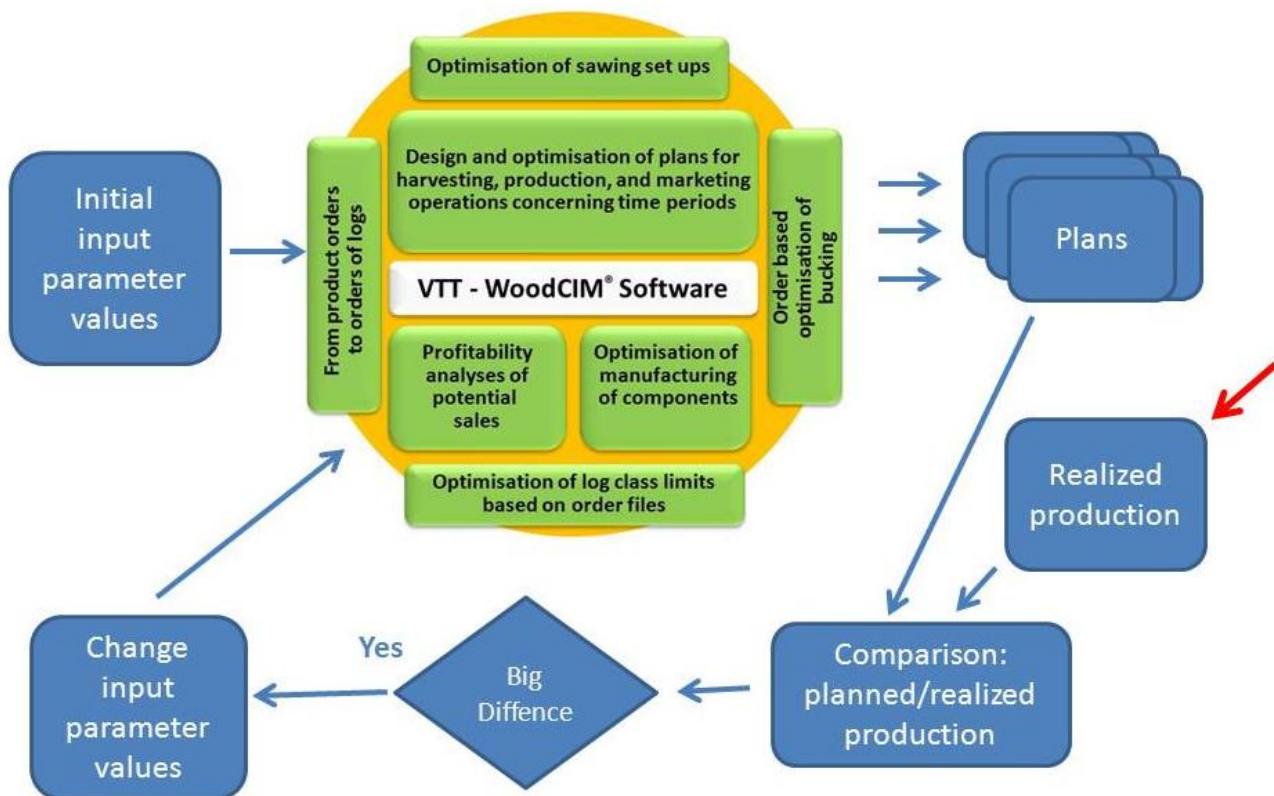 Optimisation of sawing set ups
Initial
input
parameter
values
From product orders
to orders of logs
Design and optimisation of plans for
harvesting, production, and marketing
operations concerning time periods
VTT - WoodCIM® Software
Profitability
analyses of
potential
sales
Optimisation of
manufacturing
of components
Order based
optimisation of
bucking
Optimisation of log class limits
based on order files
Plans
Realized
production
Comparison:
planned/realized
production
Big
Diffence
Yes
Change
input
parameter
values